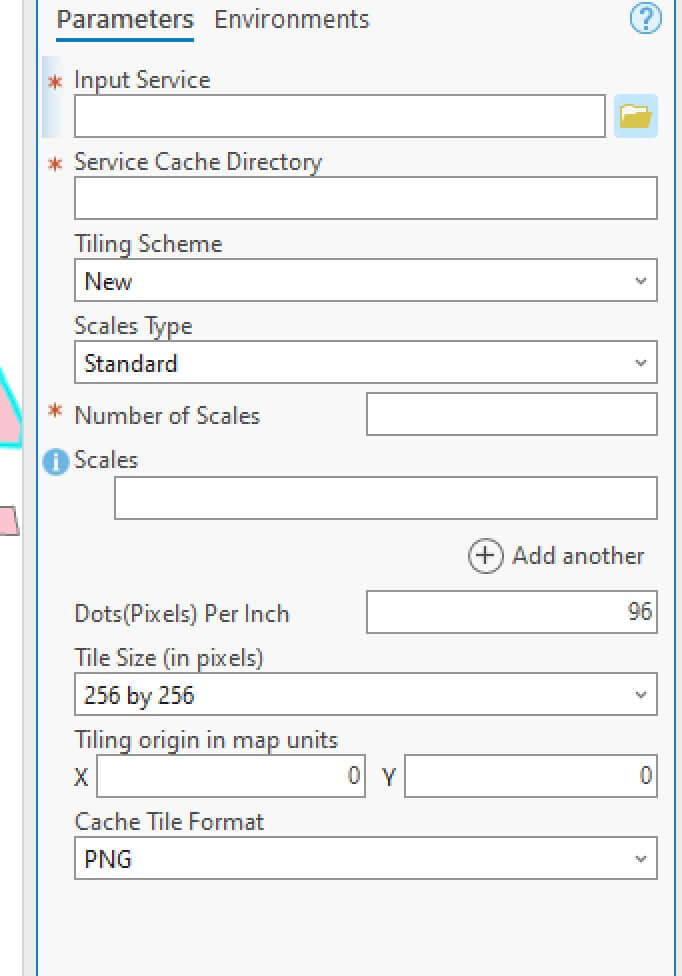 Parameters Environments ?
* Input Service
* Service Cache Directory
Tiling Scheme
New
Scales Type
Standard
* Number of Scales
i Scales
+ Add another
Dots(Pixels) Per Inch 96
Tile Size (in pixels)
256 by 256
Tiling origin in map units
X 0 Y 0
Cache Tile Format
PNG